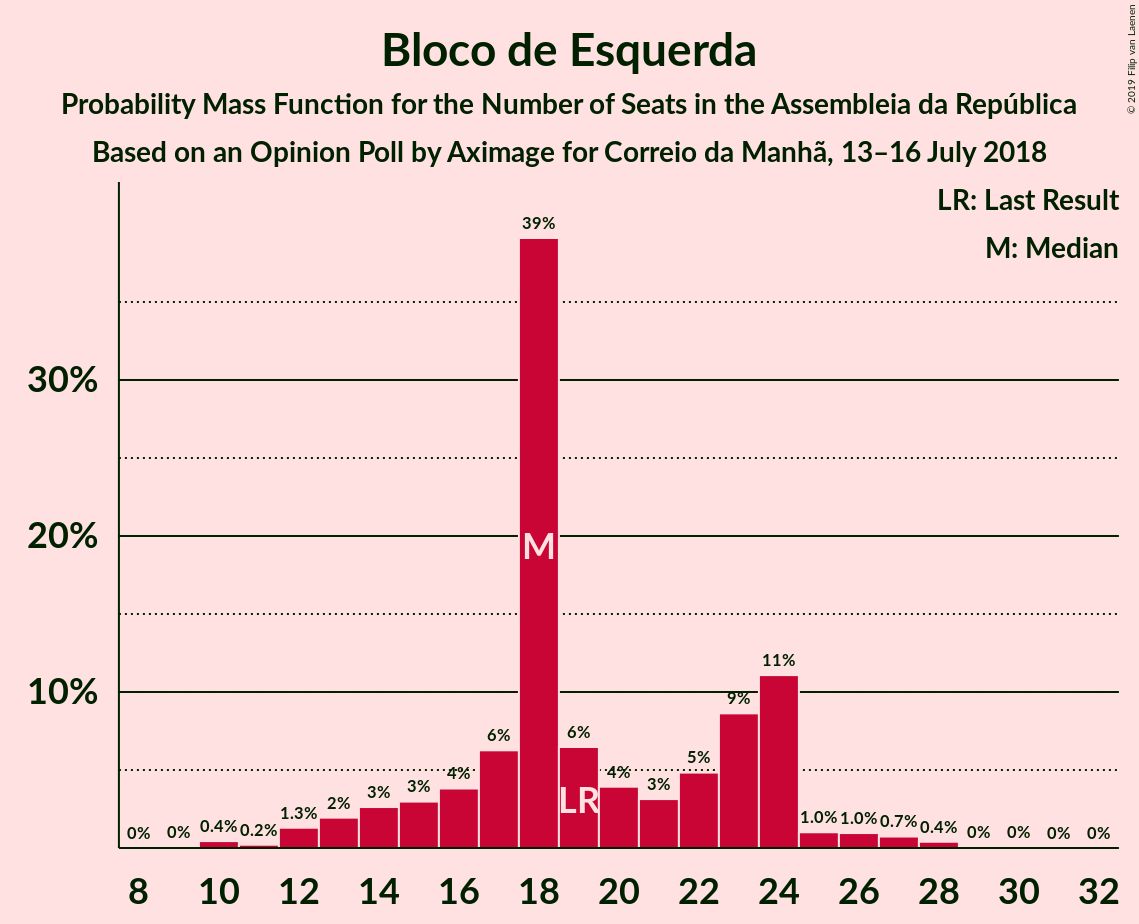 Bloco de Esquerda
Probability Mass Function for the Number of Seats in the Assembleia da República
Based on an Opinion Poll by Aximage for Correio da Manhã, 13–16 July 2018
© 2019 Filip van Laenen
LR: Last Result
M: Median
30%
20%
10%
0% 0% 0.4% 0.2% 1.3% 2% 3% 3% 4% 6% 39% 6% 4% 3% 5% 9% 11% 1.0% 1.0% 0.7% 0.4% 0% 0% 0% 0%
M
LR
8 10 12 14 16 18 20 22 24 26 28 30 32